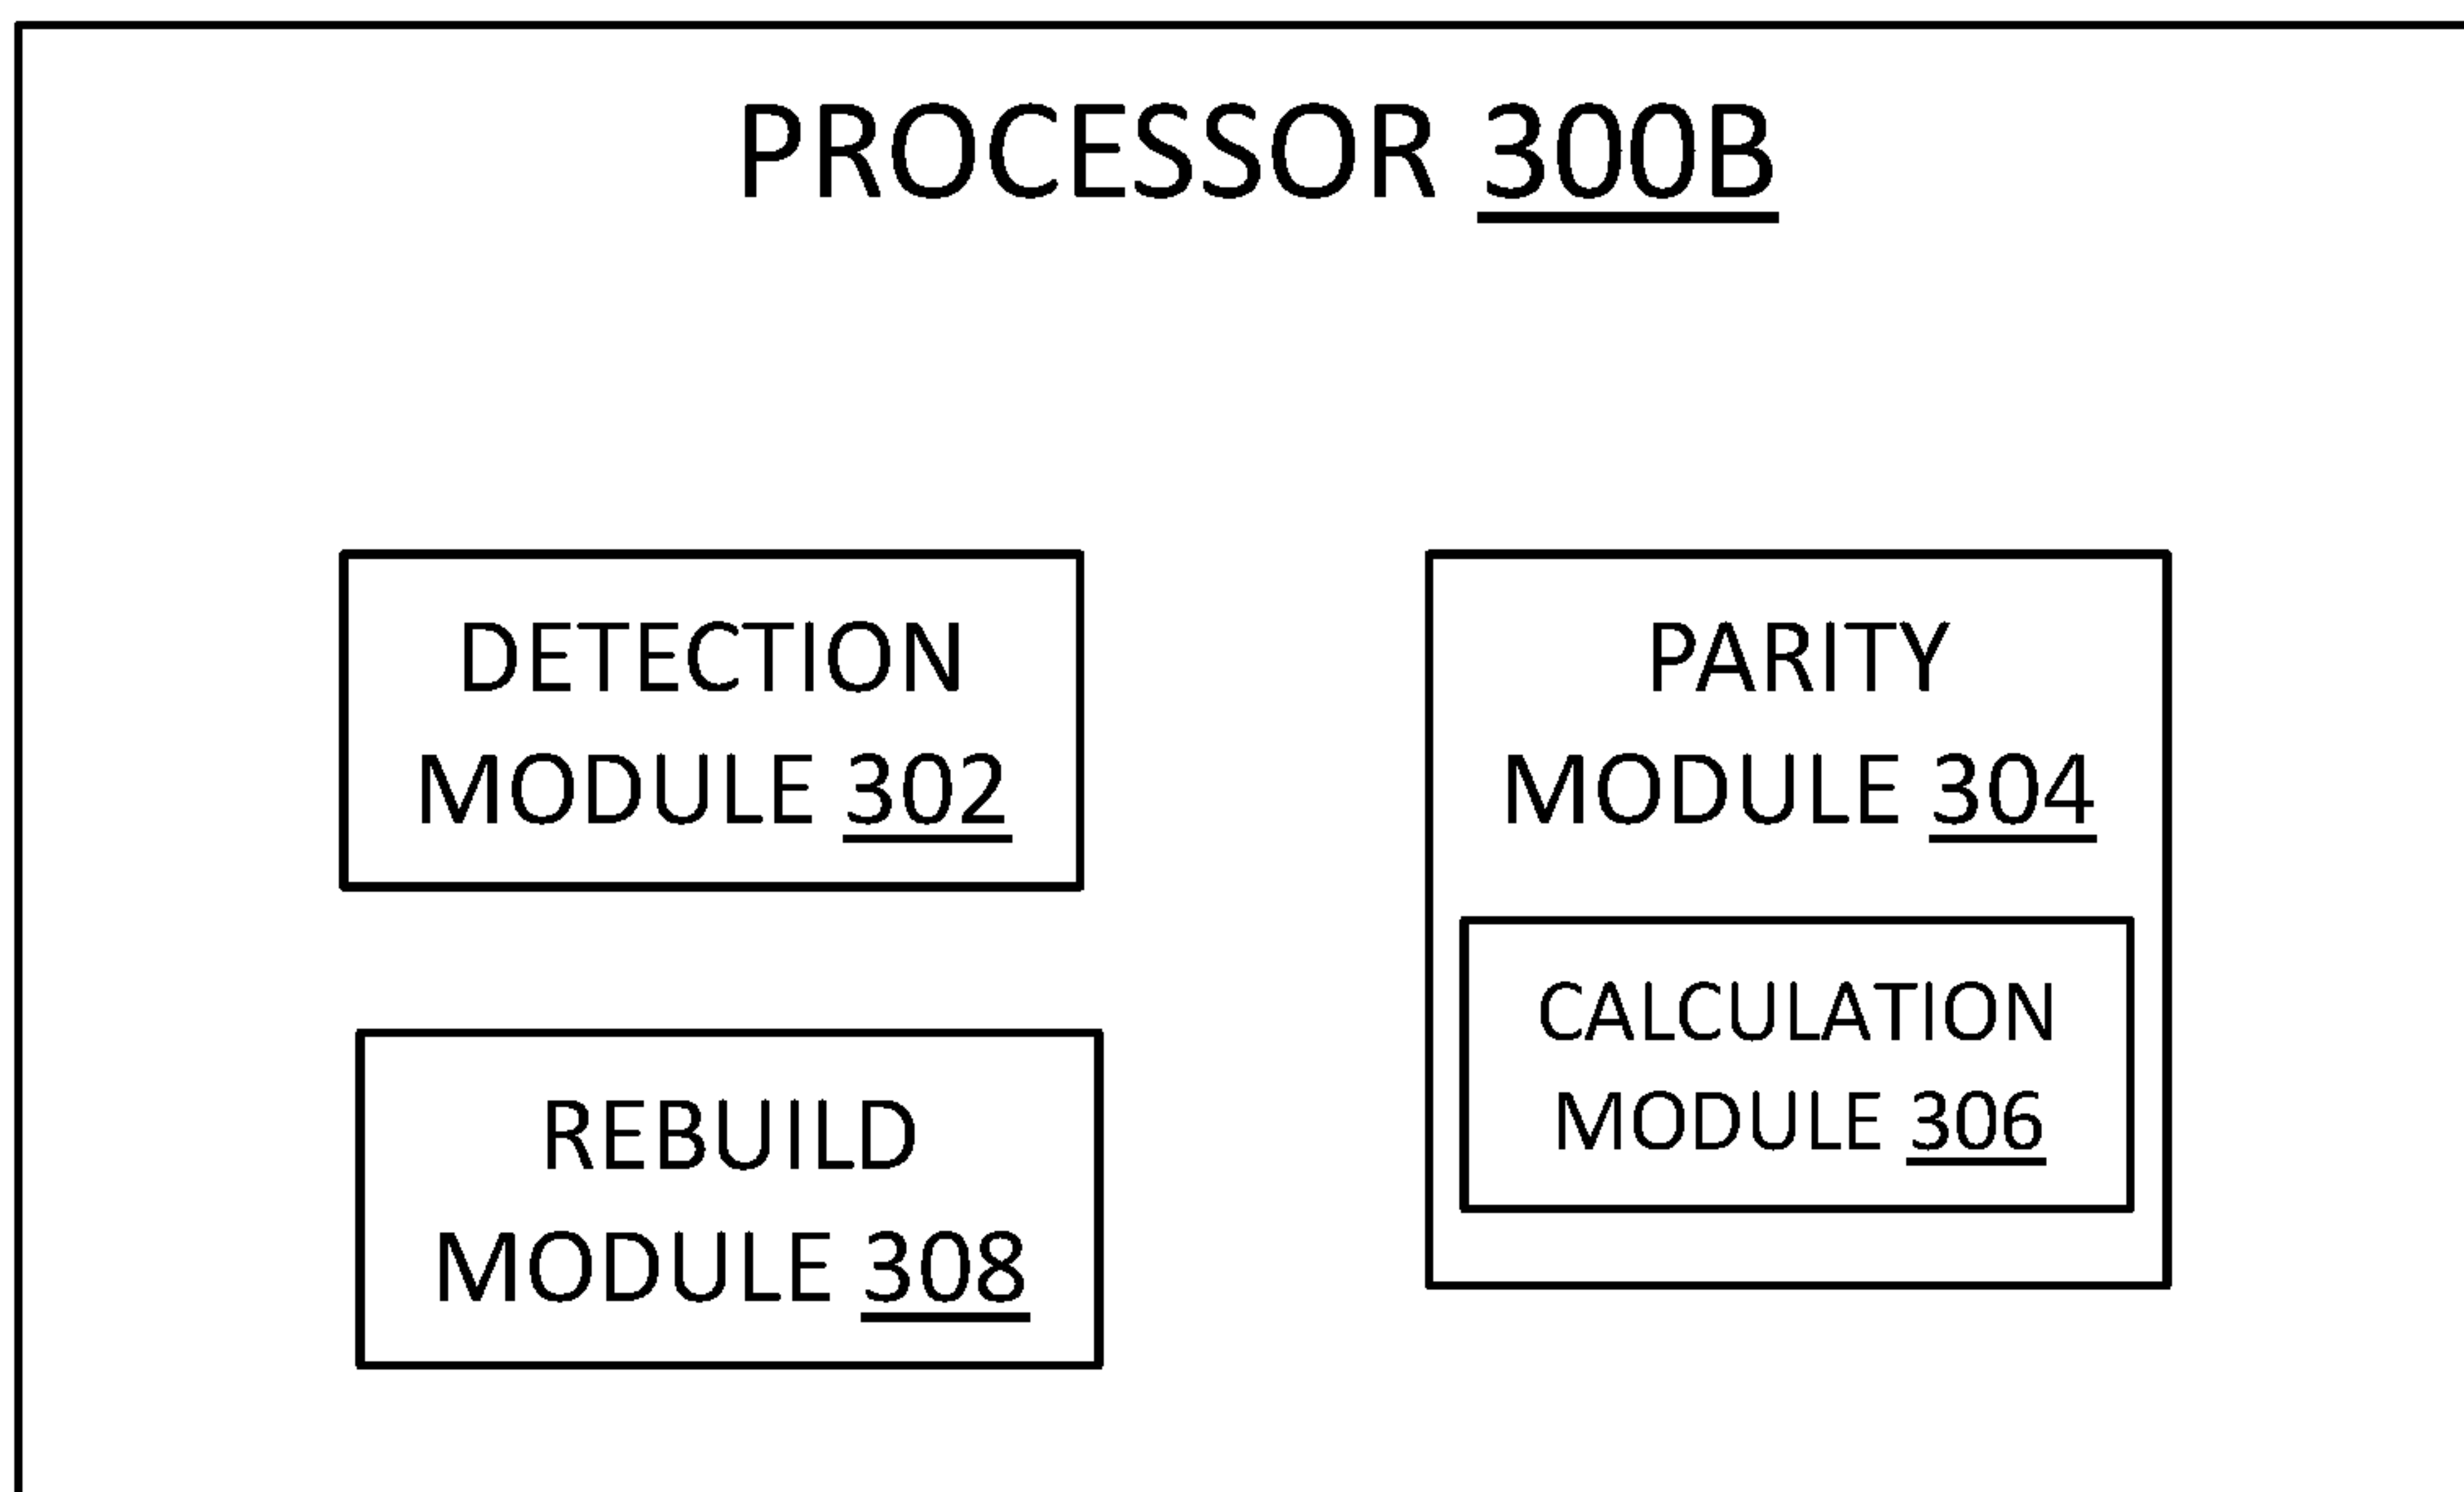 PROCESSOR 300B
DETECTION
MODULE 302
PARITY
MODULE 304
CALCULATION
MODULE 306
REBUILD
MODULE 308